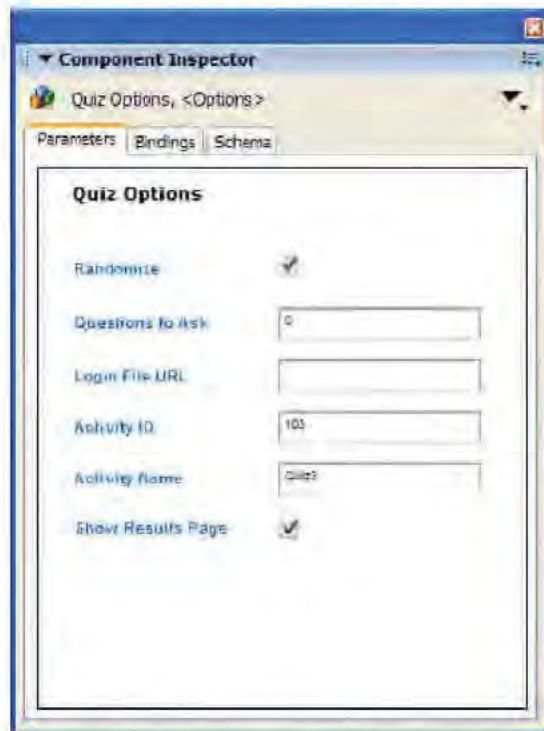 Component Inspector
Quiz Options, <Options>
Parameters Bindings Schema
Quiz Options
Randomize
Questions to Ask 0
Login File URL
Activity ID 103
Activity Name
Show Results Page